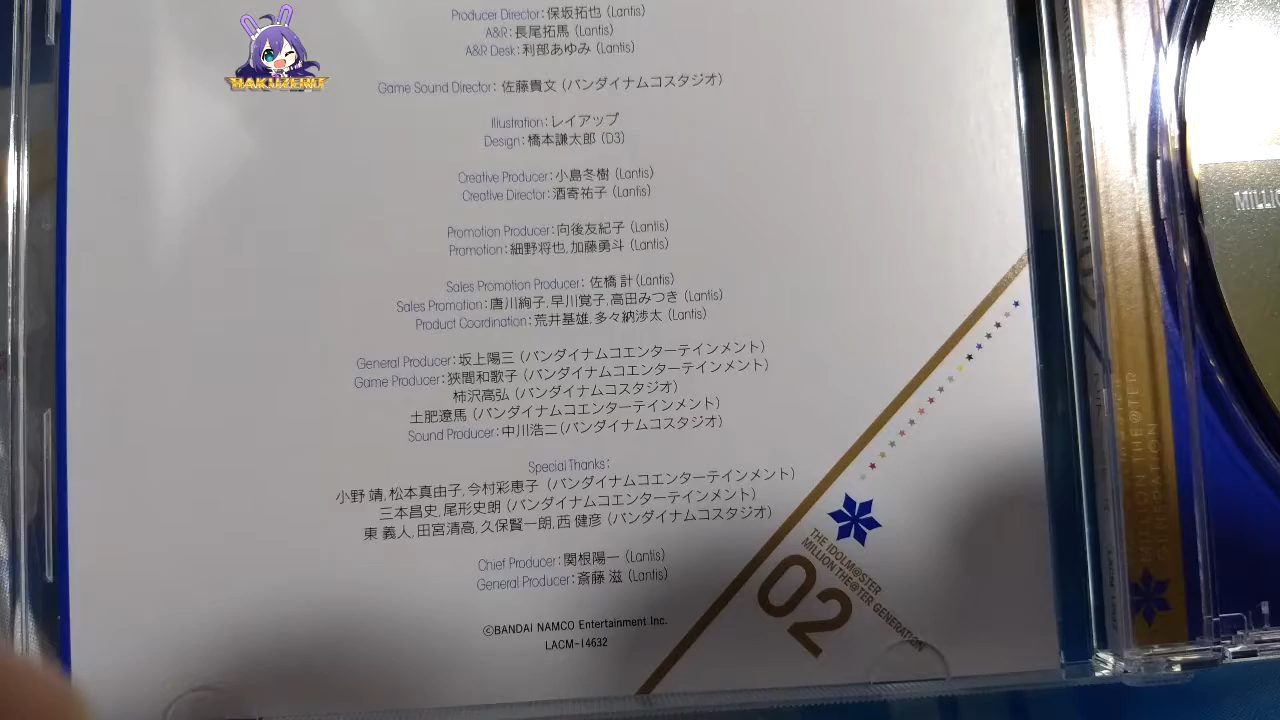 HAKUZERO
Producer Director:保坂拓也 (Lantis)
A&R:長尾拓馬 (Lantis)
A&R Desk:利部あゆみ (Lantis)
Game Sound Director: 佐藤貴文 (バンダイナムコスタジオ)
Illustration:レイアップ
Design:橋本謙太郎 (D3)
Creative Producer:小島冬樹 (Lantis)
Creative Director:酒寄祐子 (Lantis)
Promotion Producer:向後友紀子 (Lantis)
Promotion:細野将也,加藤勇斗 (Lantis)
Sales Promotion Producer: 佐橋 計 (Lantis)
Sales Promotion:唐川絢子,早川覚子,高田みつき (Lantis)
Product Coordination:荒井基雄,多々納渉太 (Lantis)
General Producer:坂上陽三 (バンダイナムコエンターテインメント)
Game Producer:狭間和歌子 (バンダイナムコエンターテインメント)
柿沢高弘 (バンダイナムコスタジオ)
土肥遼馬 (バンダイナムコエンターテインメント)
Sound Producer:中川浩二(バンダイナムコスタジオ)
Special Thanks:
小野 靖,松本真由子,今村彩恵子 (バンダイナムコエンターテインメント)
三本昌史,尾形史朗 (バンダイナムコエンターテインメント)
東 義人,田宮清高,久保賢一朗,西 健彦 (バンダイナムコスタジオ)
Chief Producer:関根陽一 (Lantis)
General Producer:斎藤 滋 (Lantis)
©BANDAI NAMCO Entertainment Inc.
LACM-14632
THE IDOLM@STER
MILLION THE@TER GENERATION
02
MILLION THE@TER
GENERATION